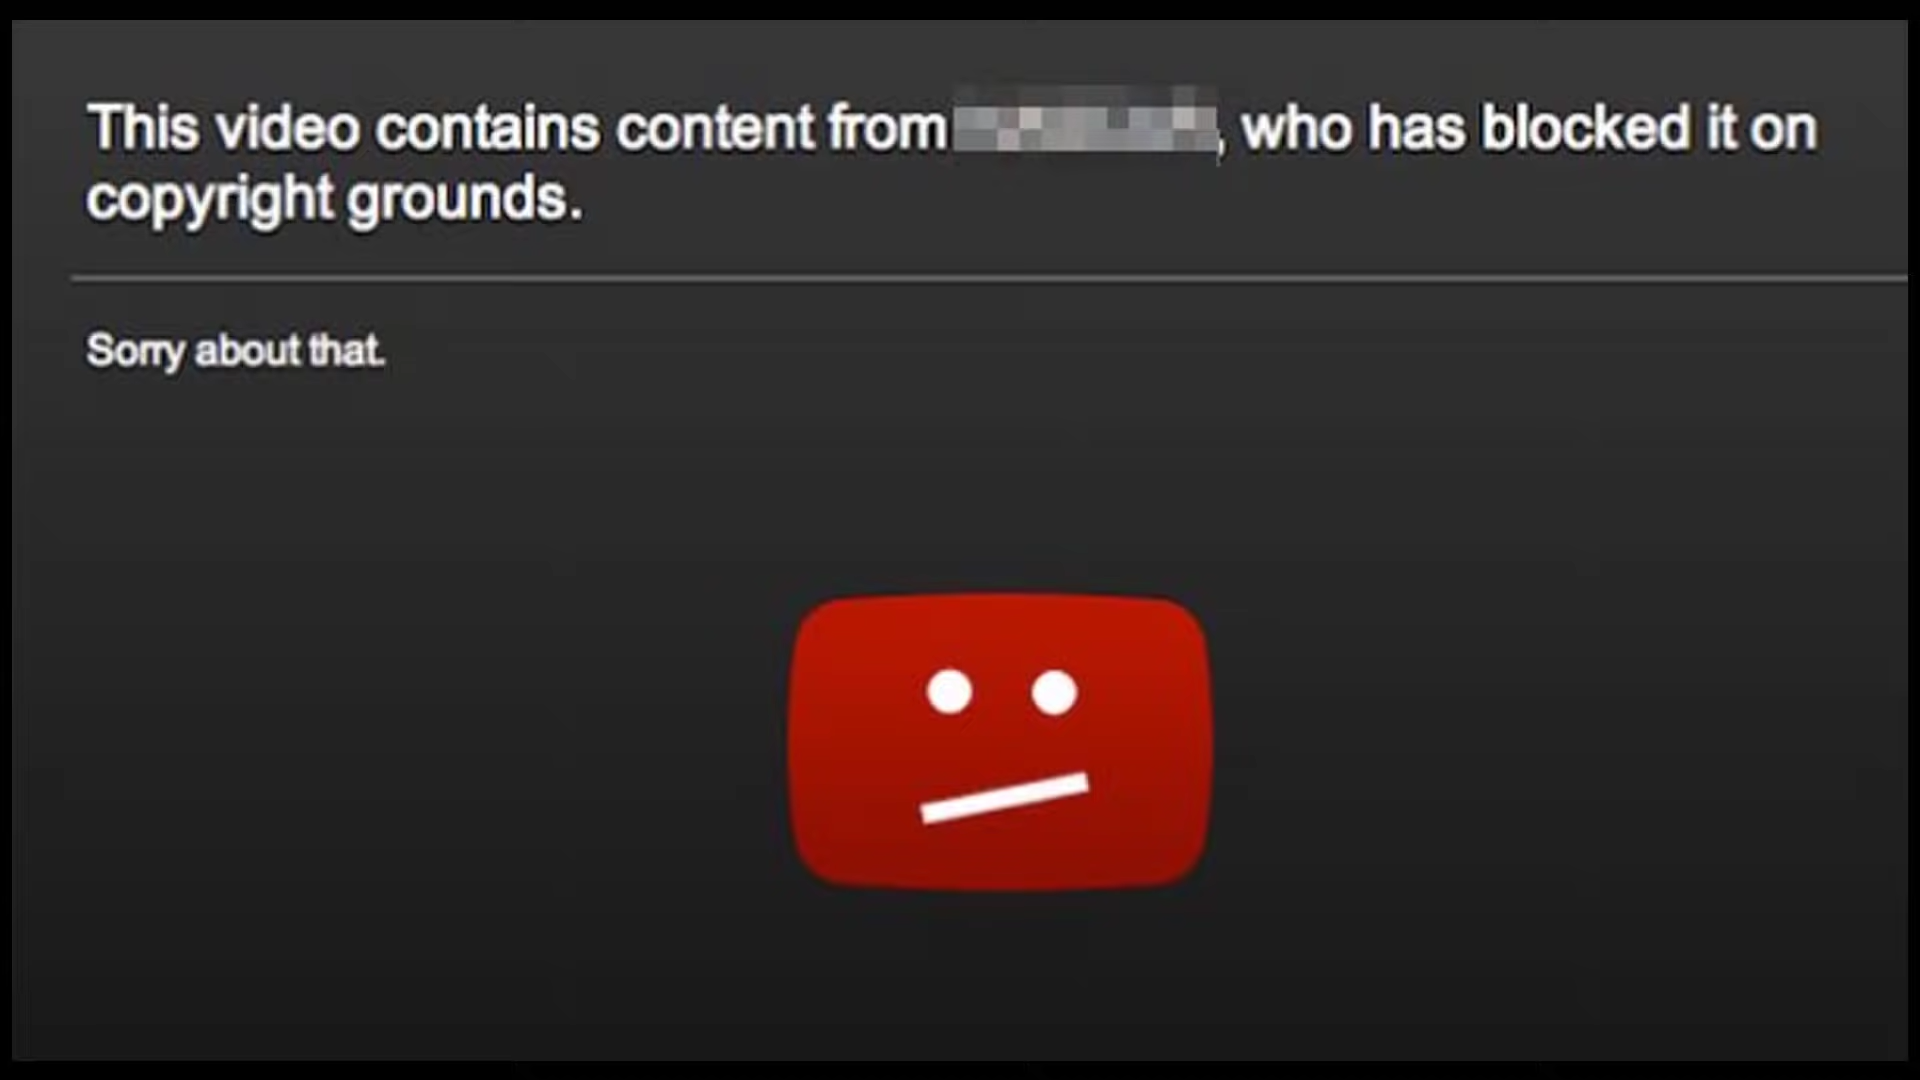 This video contains content from , who has blocked it on
copyright grounds.
Sorry about that.